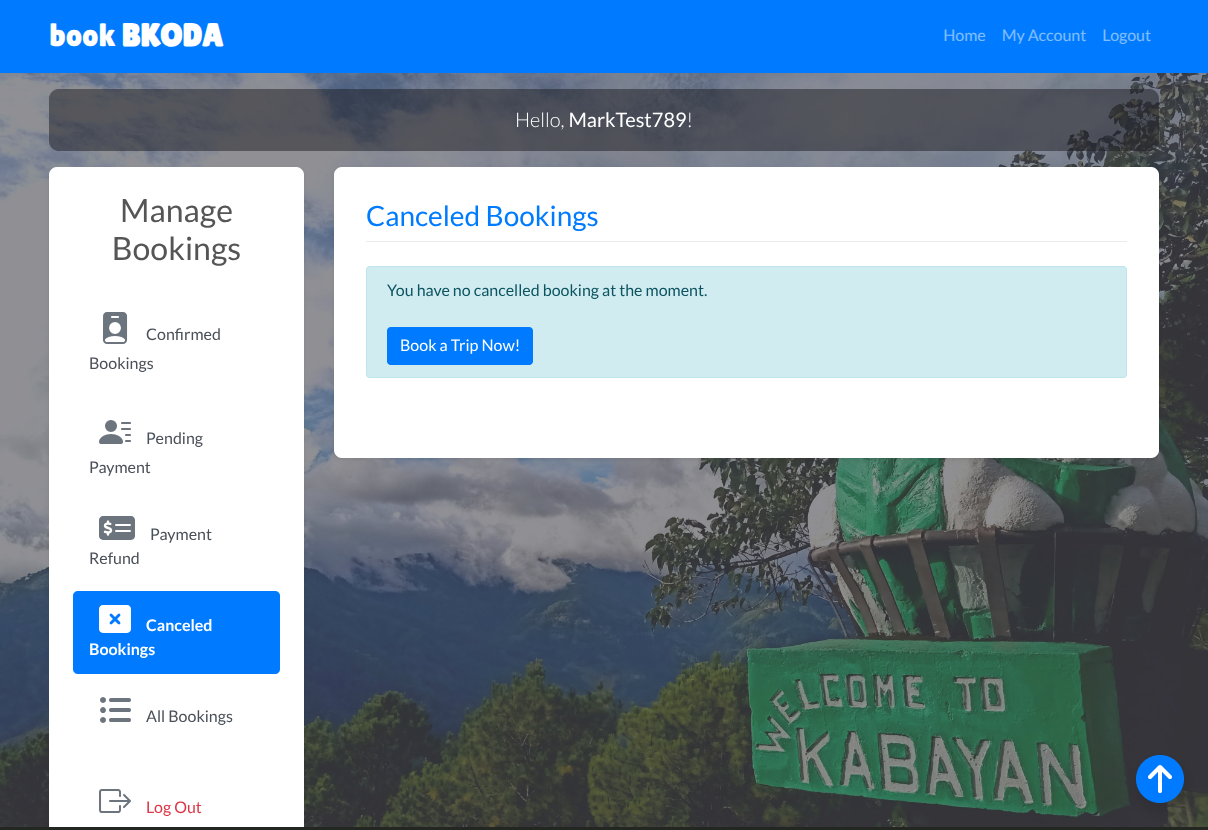 book BKODA
Home My Account Logout
Hello, MarkTest789!
Manage
Bookings
Confirmed
Bookings
Pending
Payment
Payment
Refund
Canceled
Bookings
All Bookings
Log Out
Canceled Bookings
You have no cancelled booking at the moment.
Book a Trip Now!
WELCOME TO
KABAYAN